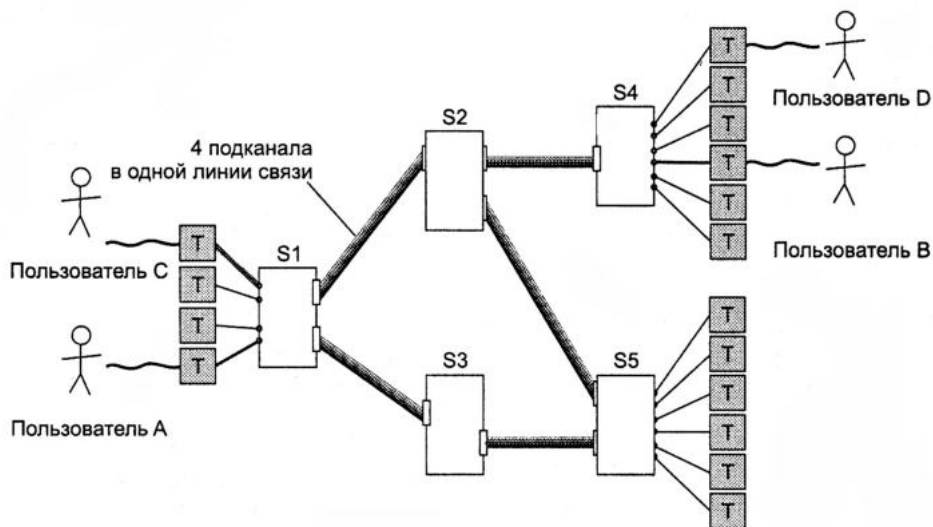 Т
Пользователь D
S4
Т
S2
Т
4 подканала
в одной линии связи
Т
Т
Пользователь B
Т
Т
Пользователь C
S1
Т
Т
Т
Т
S3
S5
Т
Т
Пользователь A
Т
Т
Т